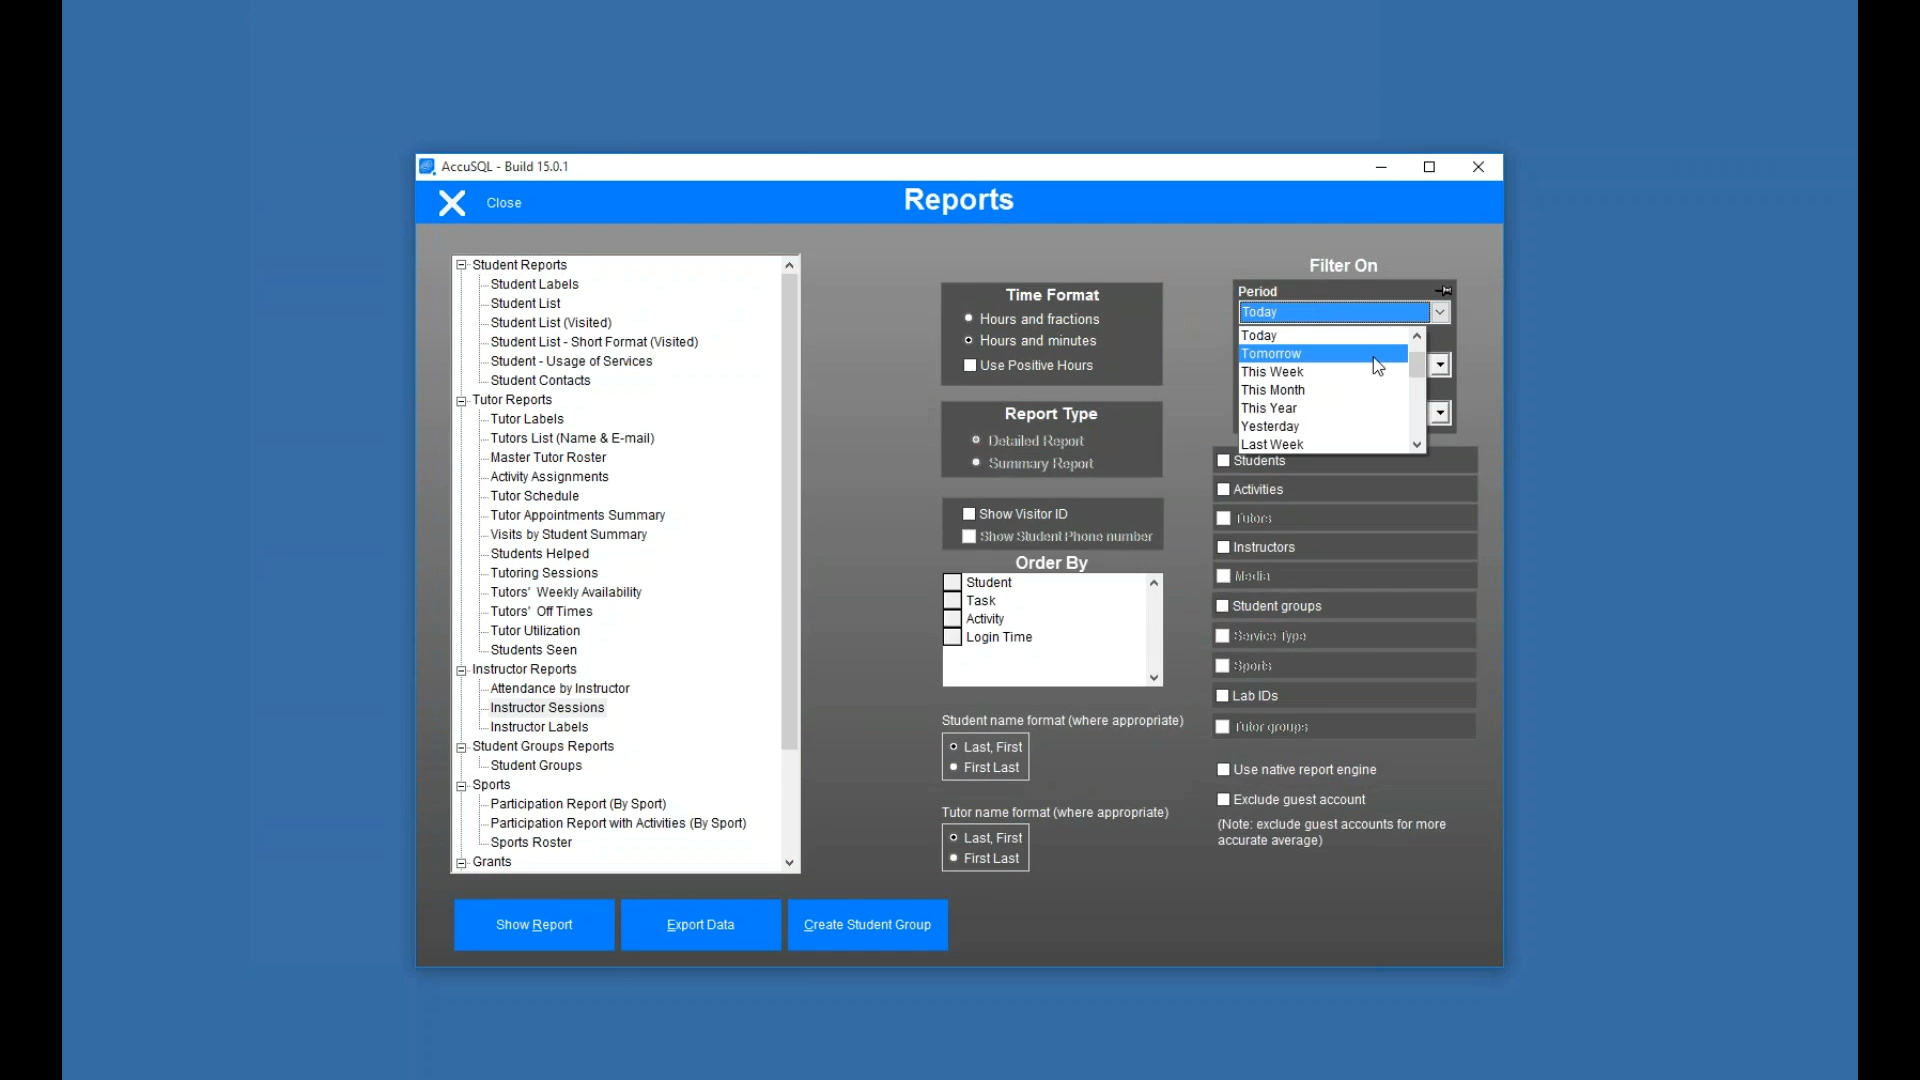 AccuSQL - Build 15.0.1
Close
Reports
Student Reports
Student Labels
Student List
Student List (Visited)
Student List - Short Format (Visited)
Student - Usage of Services
Student Contacts
Tutor Reports
Tutor Labels
Tutors List (Name & E-mail)
Master Tutor Roster
Activity Assignments
Tutor Schedule
Tutor Appointments Summary
Visits by Student Summary
Students Helped
Tutoring Sessions
Tutors' Weekly Availability
Tutors' Off Times
Tutor Utilization
Students Seen
Instructor Reports
Attendance by Instructor
Instructor Sessions
Instructor Labels
Student Groups Reports
Student Groups
Sports
Participation Report (By Sport)
Participation Report with Activities (By Sport)
Sports Roster
Grants
Time Format
Hours and fractions
Hours and minutes
Use Positive Hours
Report Type
Detailed Report
Summary Report
Show Visitor ID
Show Student Phone number
Order By
Student
Task
Activity
Login Time
Student name format (where appropriate)
Last, First
First Last
Tutor name format (where appropriate)
Last, First
First Last
Filter On
Period
Today
Today
Tomorrow
This Week
This Month
This Year
Yesterday
Last Week
Students
Activities
Tutors
Instructors
Media
Student groups
Service Type
Sports
Lab IDs
Tutor groups
Use native report engine
Exclude guest account
(Note: exclude guest accounts for more
accurate average)
Show Report
Export Data
Create Student Group